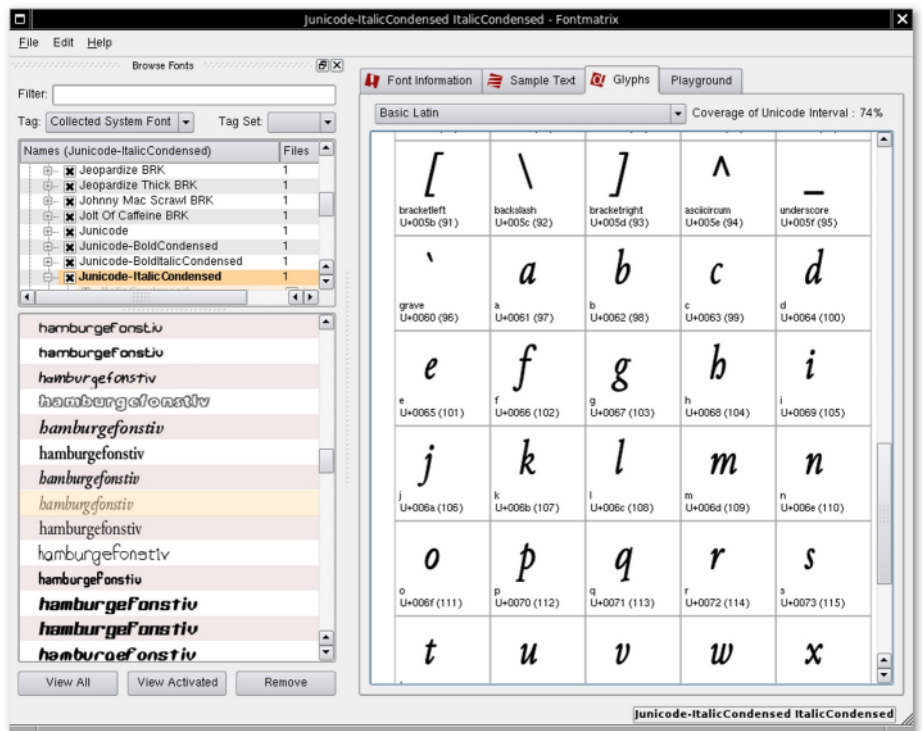 Junicode-ItalicCondensed ItalicCondensed - Fontmatrix
File Edit Help
Browse Fonts
Filter:
Tag: Collected System Font Tag Set:
Names (Junicode-ItalicCondensed) Files
Jeopardize BRK 1
Jeopardize Thick BRK 1
Johnny Mac Scrawl BRK 1
Jolt Of Caffeine BRK 1
Junicode 1
Junicode-BoldCondensed 1
Junicode-BoldItalicCondensed 1
Junicode-ItalicCondensed 1
hamburgefonstiv
hamburgefonstiv
hamburgefonstiv
hamburgefonstiv
hamburgefonstiv
hamburgefonstiv
hamburgefonstiv
hamburgefonstiv
hamburgefonstiv
hamburgefonstiv
hamburgefonstiv
hamburgefonstiv
hamburgefonstiv
hamburgefonstiv
View All View Activated Remove
Font Information Sample Text Glyphs Playground
Basic Latin Coverage of Unicode Interval : 74%
[ \ ] ^ _
bracketleft backslash bracketright asciicircum underscore
U+005b (91) U+005c (92) U+005d (93) U+005e (94) U+005f (95)
` a b c d
grave a b c d
U+0060 (96) U+0061 (97) U+0062 (98) U+0063 (99) U+0064 (100)
e f g h i
e f g h i
U+0065 (101) U+0066 (102) U+0067 (103) U+0068 (104) U+0069 (105)
j k l m n
j k l m n
U+006a (106) U+006b (107) U+006c (108) U+006d (109) U+006e (110)
o p q r s
o p q r s
U+006f (111) U+0070 (112) U+0071 (113) U+0072 (114) U+0073 (115)
t u v w x
Junicode-ItalicCondensed ItalicCondensed